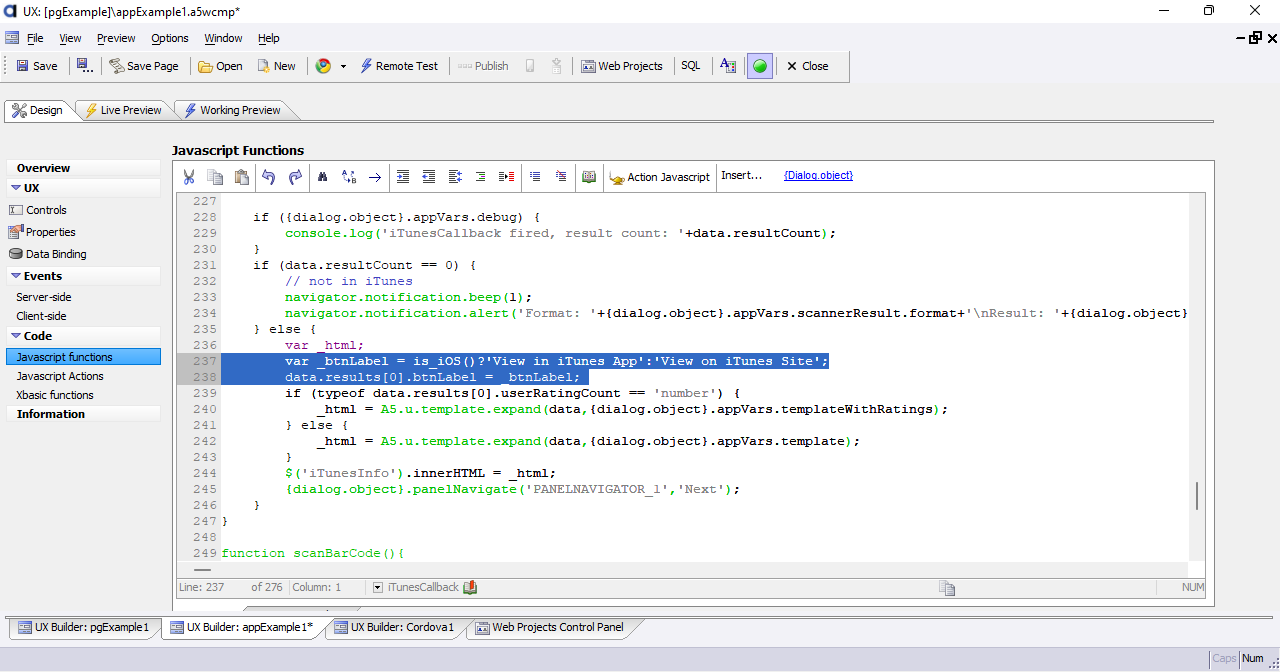 UX: [pgExample]\appExample1.a5wcmp*
File View Preview Options Window Help
Save Save Page Open New Remote Test Publish Web Projects SQL Close
Design Live Preview Working Preview
Javascript Functions
Overview
UX
Controls
Properties
Data Binding
Events
Server-side
Client-side
Code
Javascript functions
Javascript Actions
Xbasic functions
Information
Action Javascript Insert... {Dialog.object}
227
228 if ({dialog.object}.appVars.debug) {
229 console.log('iTunesCallback fired, result count: '+data.resultCount);
230 }
231 if (data.resultCount == 0) {
232 // not in iTunes
233 navigator.notification.beep(1);
234 navigator.notification.alert('Format: '+{dialog.object}.appVars.scannerResult.format+'\nResult: '+{dialog.object}
235 } else {
236 var _html;
237 var _btnLabel = is_iOS()?'View in iTunes App':'View on iTunes Site';
238 data.results[0].btnLabel = _btnLabel;
239 if (typeof data.results[0].userRatingCount == 'number') {
240 _html = A5.u.template.expand(data,{dialog.object}.appVars.templateWithRatings);
241 } else {
242 _html = A5.u.template.expand(data,{dialog.object}.appVars.template);
243 }
244 $('iTunesInfo').innerHTML = _html;
245 {dialog.object}.panelNavigate('PANELNAVIGATOR_1','Next');
246 }
247 }
248
249 function scanBarCode(){
Line: 237 of 276 Column: 1 iTunesCallback NUM
UX Builder: pgExample1 UX Builder: appExample1* UX Builder: Cordova1 Web Projects Control Panel
Caps Num